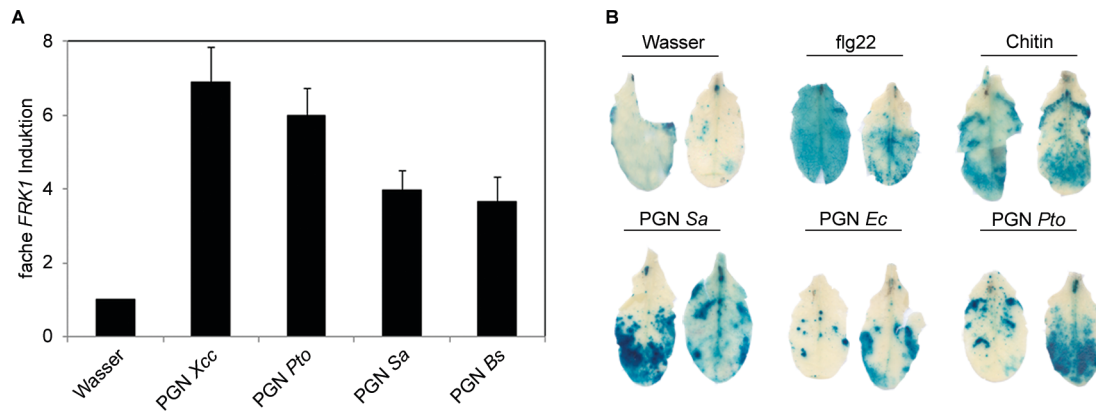 A
fache FRK1 Induktion
8
6
4
2
0
Wasser
PGN Xcc
PGN Pto
PGN Sa
PGN Bs
B
Wasser
flg22
Chitin
PGN Sa
PGN Ec
PGN Pto